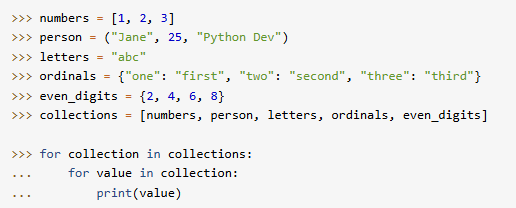 >>> numbers = [1, 2, 3]
>>> person = ("Jane", 25, "Python Dev")
>>> letters = "abc"
>>> ordinals = {"one": "first", "two": "second", "three": "third"}
>>> even_digits = {2, 4, 6, 8}
>>> collections = [numbers, person, letters, ordinals, even_digits]

>>> for collection in collections:
...     for value in collection:
...         print(value)